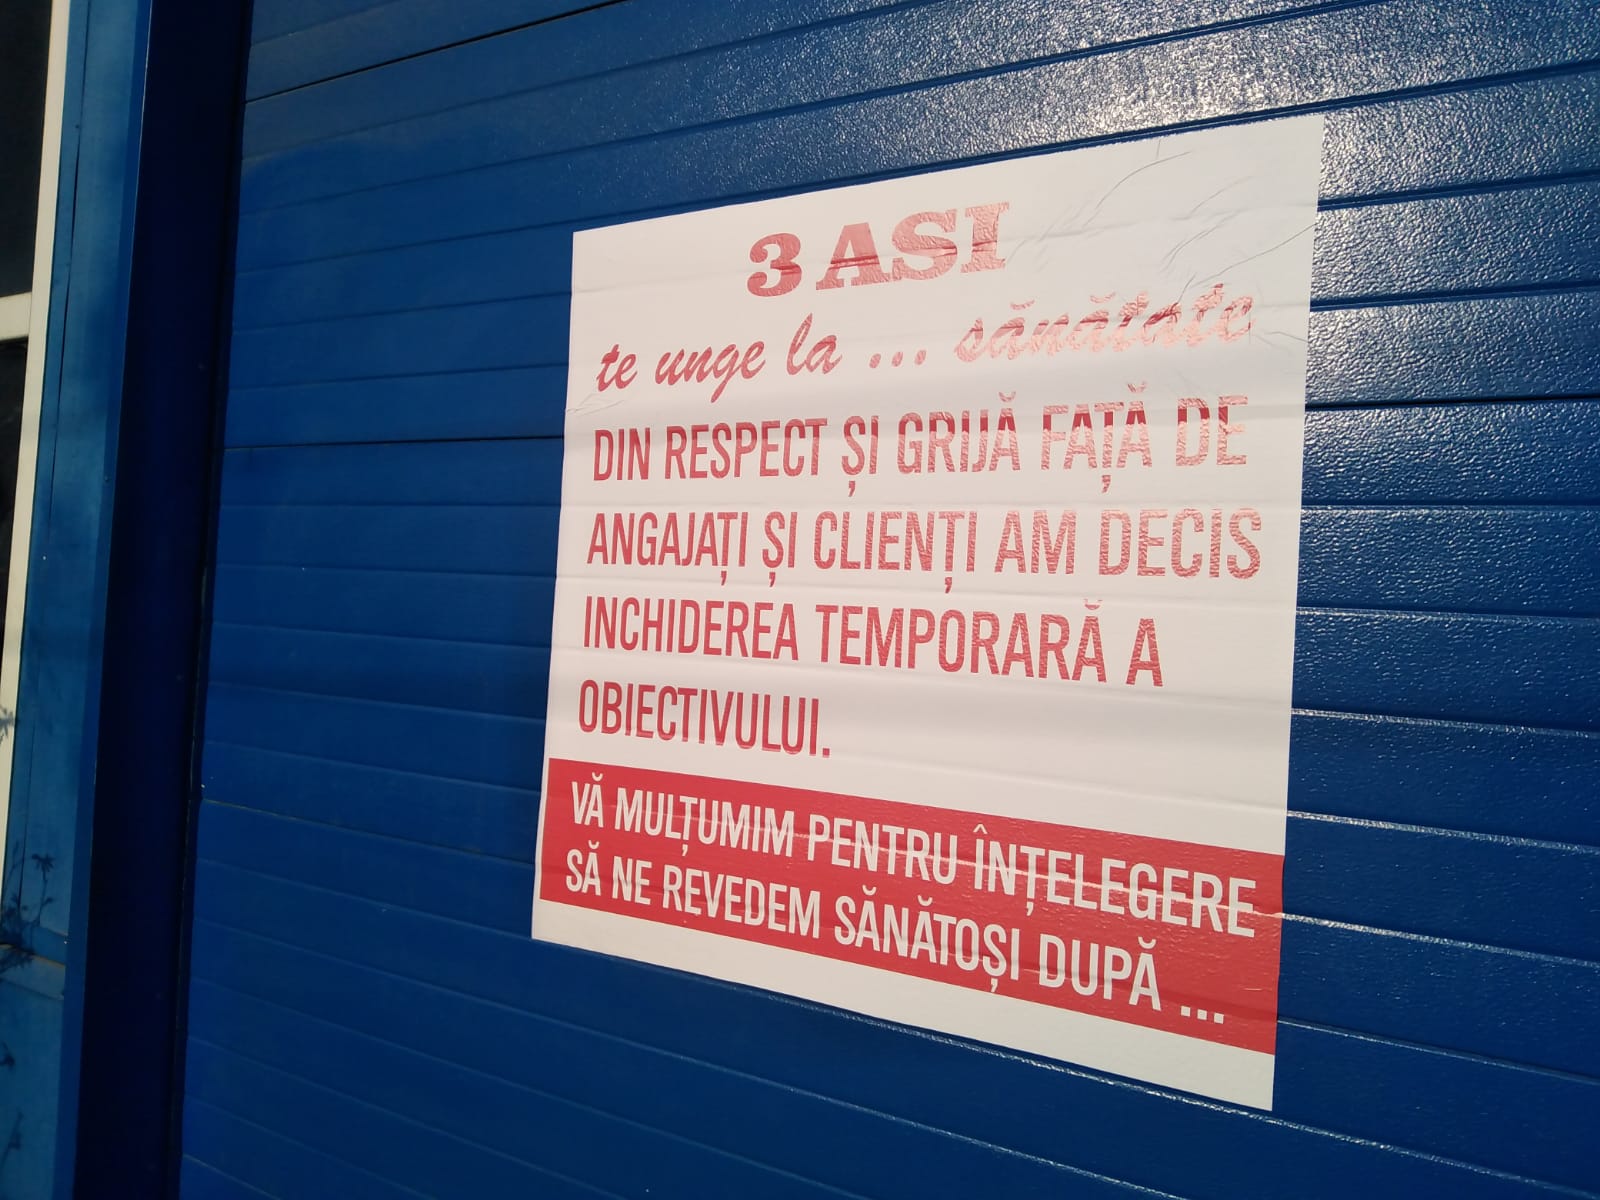 3 ASI
te unge la ... sănătate
DIN RESPECT ȘI GRIJĂ FAȚĂ DE
ANGAJAȚI ȘI CLIENȚI AM DECIS
INCHIDEREA TEMPORARĂ A
OBIECTIVULUI.
VĂ MULȚUMIM PENTRU ÎNȚELEGERE
SĂ NE REVEDEM SĂNĂTOȘI DUPĂ ...